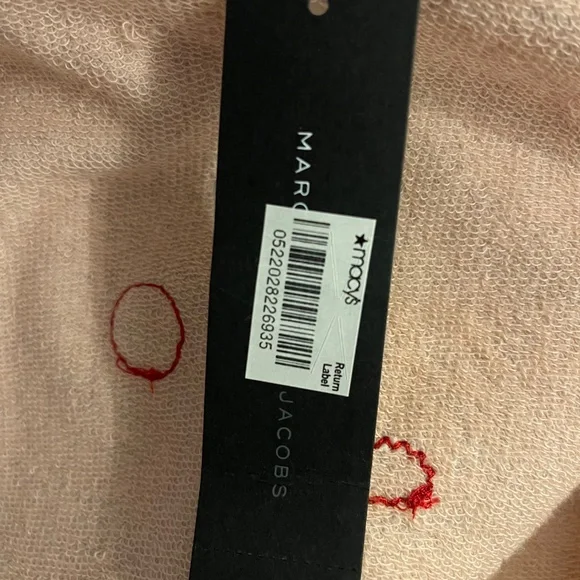 MARC JACOBS
★macy's
0522028226935
Return
Label